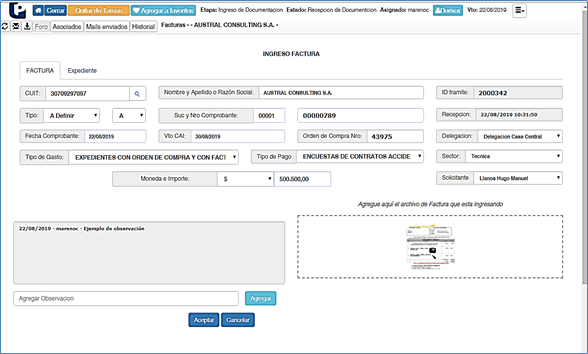 Cerrar Quitar de Tareas Agregar a favoritos Etapa: Ingreso de Documentacion Estado: Recepcion de Documentcion Asignado: marenoc Derivar Vto: 22/08/2019
Foro Asociados Mails enviados Historial Facturas - - AUSTRAL CONSULTING S.A. -
INGRESO FACTURA
FACTURA Expediente
CUIT: 30709297097 Nombre y Apellido o Razón Social: AUSTRAL CONSULTING S.A. ID tramite: 2000342
Tipo: A Definir A Suc y Nro Comprobante: 00001 00000789 Recepcion: 22/08/2019 10:31:50
Fecha Comprobante: 22/08/2019 Vto CAI: 30/08/2019 Orden de Compra Nro: 43975 Delegacion: Delegacion Casa Central
Tipo de Gasto: EXPEDIENTES CON ORDEN DE COMPRA Y CON FACT Tipo de Pago ENCUESTAS DE CONTRATOS ACCIDE Sector: Tecnica
Moneda e Importe: $ 500.500,00 Solicitante Llanos Hugo Manuel
Agregue aquí el archivo de Factura que esta ingresando
22/08/2019 - marenoc - Ejemplo de observación
Agregar Observacion Agregar
Aceptar Cancelar